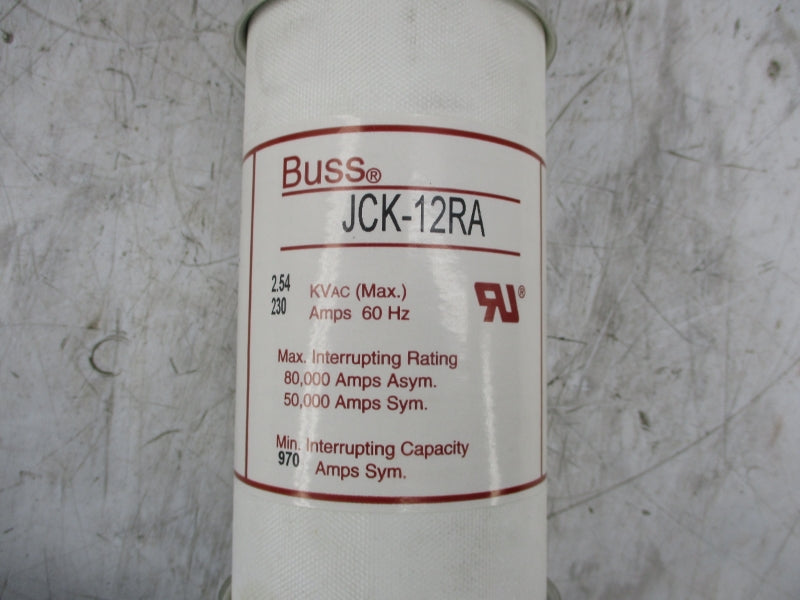 Buss®
JCK-12RA
2.54 KVAC (Max.)
230 Amps 60 Hz
RU®
Max. Interrupting Rating
80,000 Amps Asym.
50,000 Amps Sym.
Min. Interrupting Capacity
970 Amps Sym.